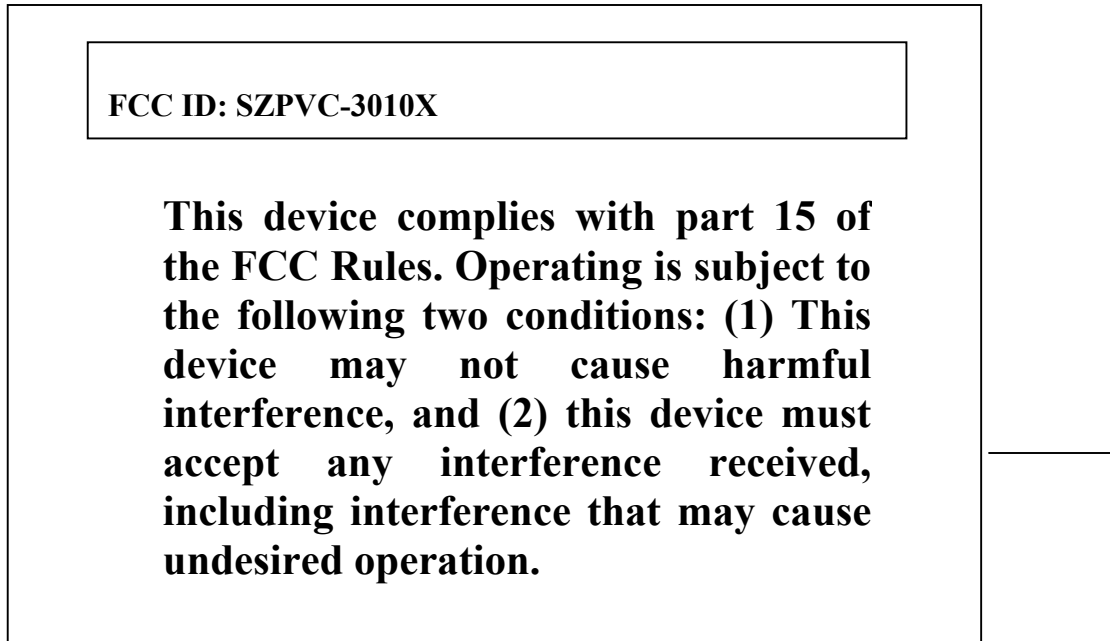 FCC ID: SZPVC-3010X
This device complies with part 15 of
the FCC Rules. Operating is subject to
the following two conditions: (1) This
device may not cause harmful
interference, and (2) this device must
accept any interference received,
including interference that may cause
undesired operation.